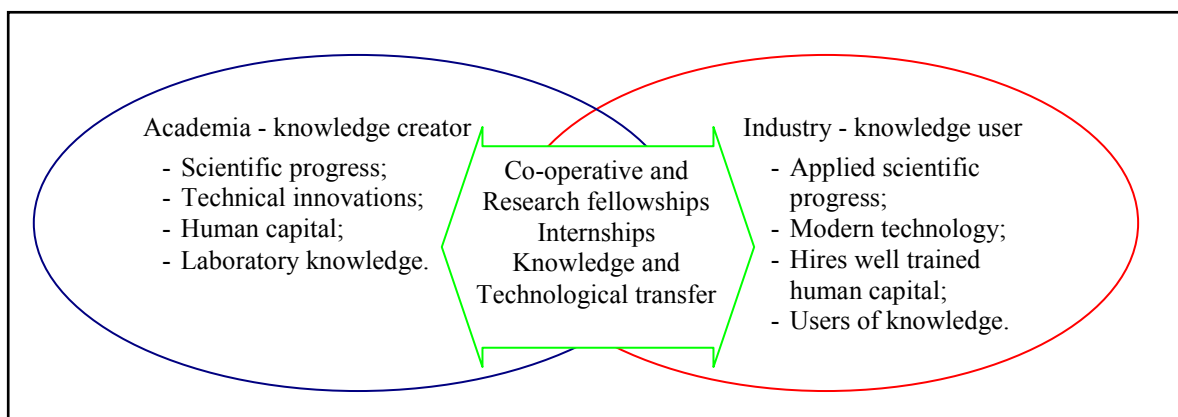 Academia - knowledge creator
- Scientific progress;
- Technical innovations;
- Human capital;
- Laboratory knowledge.
Co-operative and
Research fellowships
Internships
Knowledge and
Technological transfer
Industry - knowledge user
- Applied scientific
progress;
- Modern technology;
- Hires well trained
human capital;
- Users of knowledge.